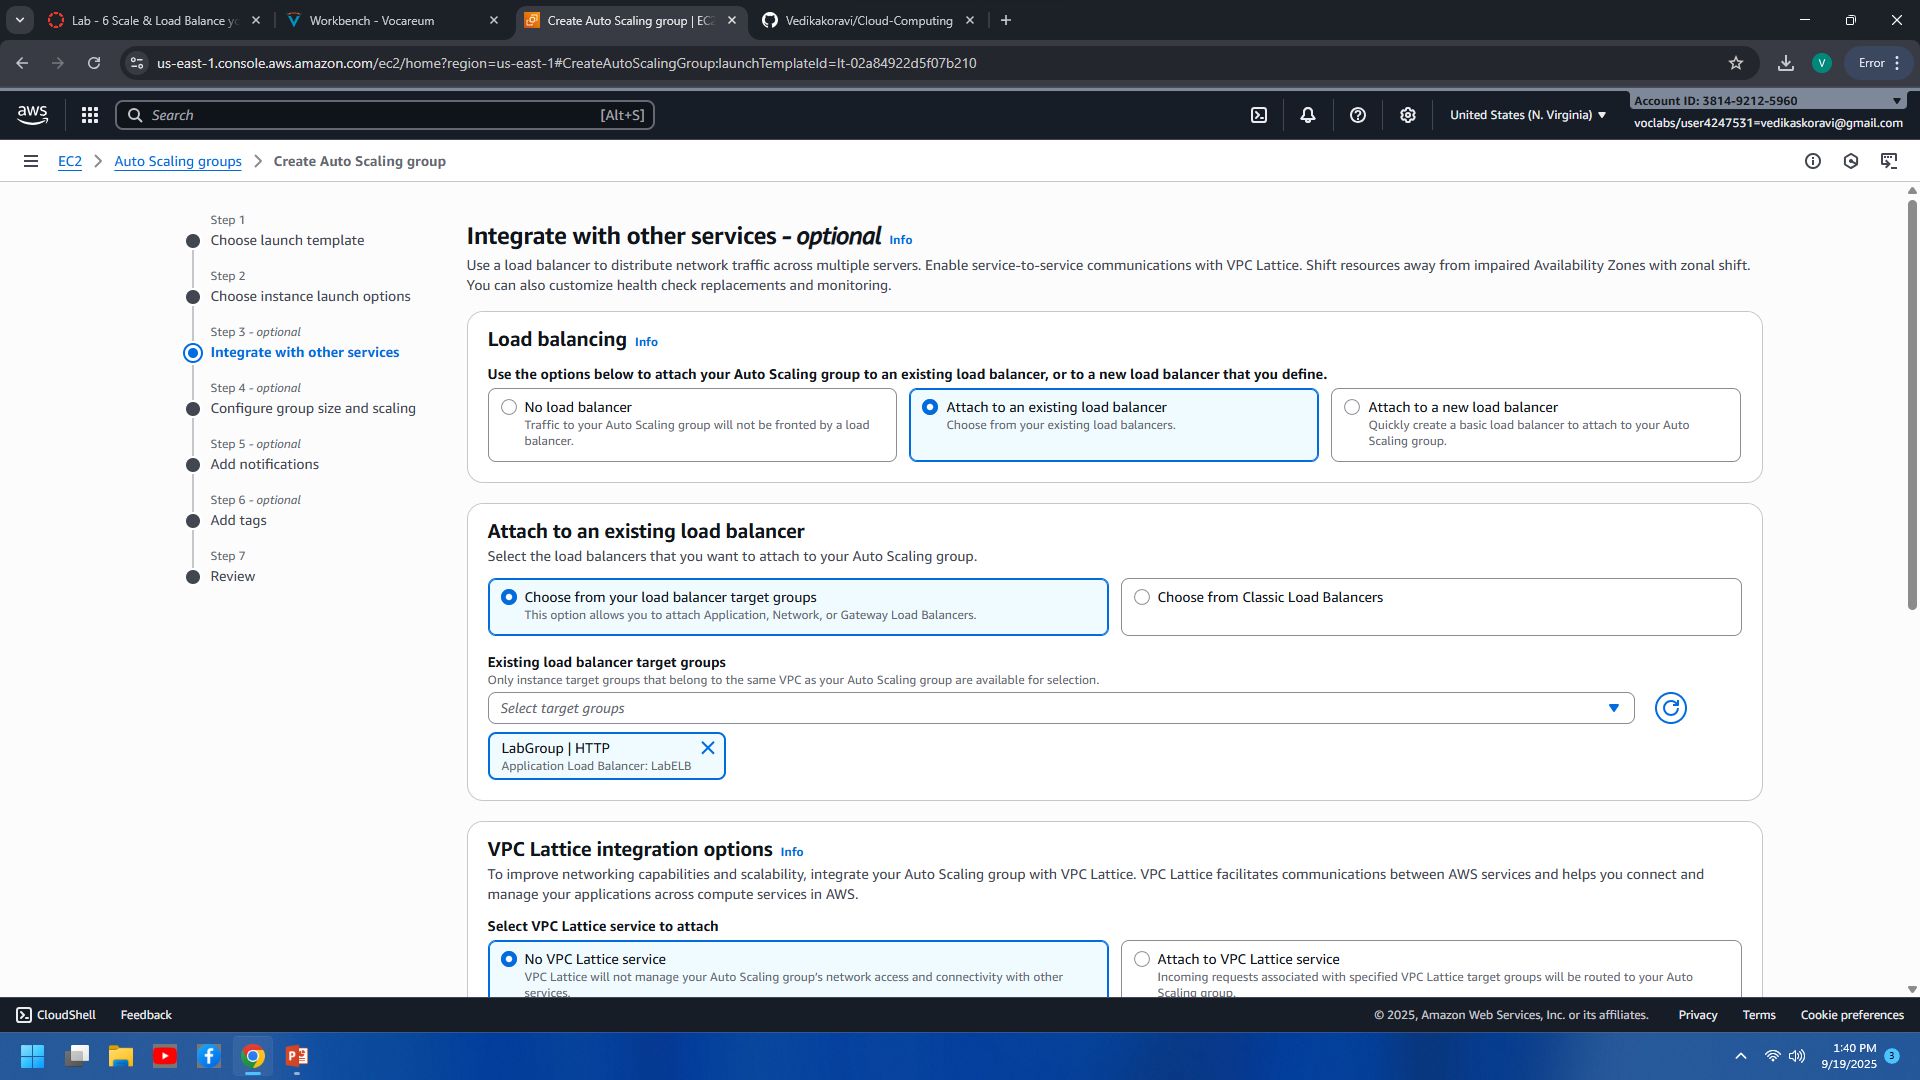 Lab - 6 Scale & Load Balance yo
Workbench - Vocareum
Create Auto Scaling group | EC2
Vedikakoravi/Cloud-Computing
us-east-1.console.aws.amazon.com/ec2/home?region=us-east-1#CreateAutoScalingGroup:launchTemplateId=lt-02a84922d5f07b210
V
Error
aws
Search
[Alt+S]
United States (N. Virginia)
Account ID: 3814-9212-5960
voclabs/user4247531=vedikaskoravi@gmail.com
EC2
Auto Scaling groups
Create Auto Scaling group
Step 1
Choose launch template
Step 2
Choose instance launch options
Step 3 - optional
Integrate with other services
Step 4 - optional
Configure group size and scaling
Step 5 - optional
Add notifications
Step 6 - optional
Add tags
Step 7
Review
Integrate with other services - optional Info
Use a load balancer to distribute network traffic across multiple servers. Enable service-to-service communications with VPC Lattice. Shift resources away from impaired Availability Zones with zonal shift.
You can also customize health check replacements and monitoring.
Load balancing Info
Use the options below to attach your Auto Scaling group to an existing load balancer, or to a new load balancer that you define.
No load balancer
Traffic to your Auto Scaling group will not be fronted by a load
balancer.
Attach to an existing load balancer
Choose from your existing load balancers.
Attach to a new load balancer
Quickly create a basic load balancer to attach to your Auto
Scaling group.
Attach to an existing load balancer
Select the load balancers that you want to attach to your Auto Scaling group.
Choose from your load balancer target groups
This option allows you to attach Application, Network, or Gateway Load Balancers.
Choose from Classic Load Balancers
Existing load balancer target groups
Only instance target groups that belong to the same VPC as your Auto Scaling group are available for selection.
Select target groups
LabGroup | HTTP
Application Load Balancer: LabELB
VPC Lattice integration options Info
To improve networking capabilities and scalability, integrate your Auto Scaling group with VPC Lattice. VPC Lattice facilitates communications between AWS services and helps you connect and
manage your applications across compute services in AWS.
Select VPC Lattice service to attach
No VPC Lattice service
VPC Lattice will not manage your Auto Scaling group's network access and connectivity with other
services.
Attach to VPC Lattice service
Incoming requests associated with specified VPC Lattice target groups will be routed to your Auto
Scaling group.
CloudShell
Feedback
© 2025, Amazon Web Services, Inc. or its affiliates.
Privacy
Terms
Cookie preferences
1:40 PM
9/19/2025
3